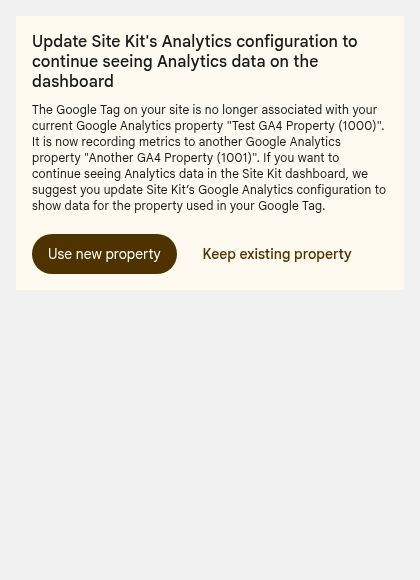 Update Site Kit's Analytics configuration to
continue seeing Analytics data on the
dashboard
The Google Tag on your site is no longer associated with your
current Google Analytics property "Test GA4 Property (1000)".
It is now recording metrics to another Google Analytics
property "Another GA4 Property (1001)". If you want to
continue seeing Analytics data in the Site Kit dashboard, we
suggest you update Site Kit’s Google Analytics configuration to
show data for the property used in your Google Tag.
Use new property
Keep existing property